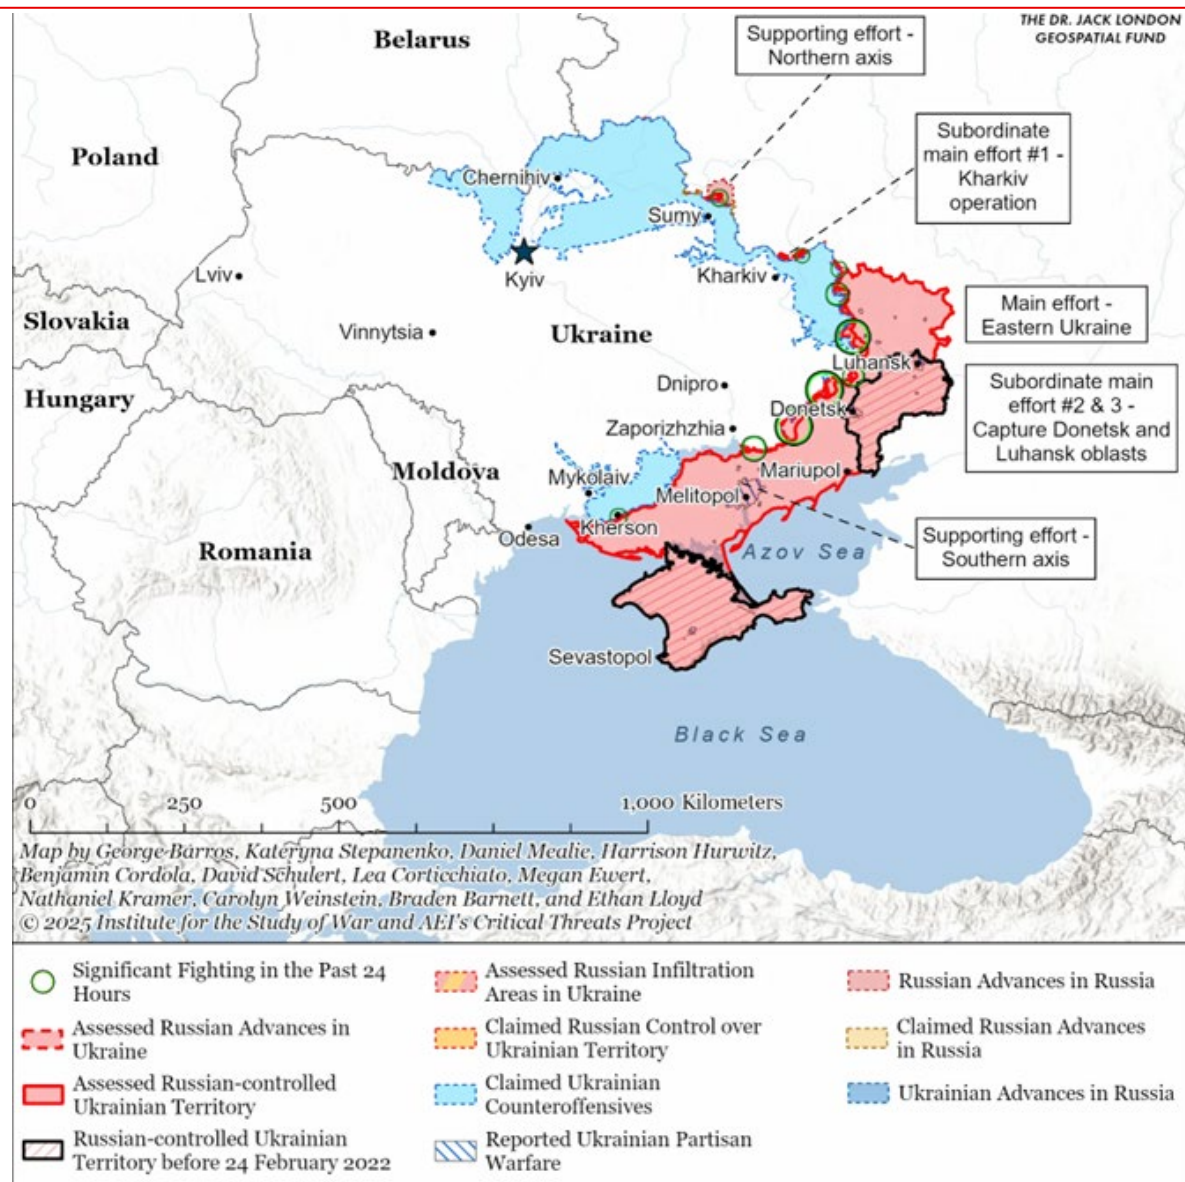 THE DR. JACK LONDON
GEOSPATIAL FUND
Supporting effort -
Northern axis
Belarus
Subordinate
main effort #1 -
Kharkiv
operation
Poland
Chernihiv
Sumy
Kyiv
Lviv
Kharkiv
Main effort -
Eastern Ukraine
Slovakia
Vinnytsia
Ukraine
Luhansk
Subordinate main
effort #2 & 3 -
Capture Donetsk and
Luhansk oblasts
Hungary
Dnipro
Donetsk
Zaporizhzhia
Moldova
Mykolaiv
Mariupol
Melitopol
Kherson
Odesa
Romania
Azov Sea
Supporting effort -
Southern axis
Sevastopol
Black Sea
0 250 500 1,000 Kilometers
Map by George Barros, Kateryna Stepanenko, Daniel Mealie, Harrison Hurwitz,
Benjamin Cordola, David Schulert, Lea Corticchiato, Megan Ewert,
Nathaniel Kramer, Carolyn Weinstein, Braden Barnett, and Ethan Lloyd
© 2025 Institute for the Study of War and AEI's Critical Threats Project
Significant Fighting in the Past 24
Hours
Assessed Russian Advances in
Ukraine
Assessed Russian-controlled
Ukrainian Territory
Russian-controlled Ukrainian
Territory before 24 February 2022
Assessed Russian Infiltration
Areas in Ukraine
Claimed Russian Control over
Ukrainian Territory
Claimed Ukrainian
Counteroffensives
Reported Ukrainian Partisan
Warfare
Russian Advances in Russia
Claimed Russian Advances
in Russia
Ukrainian Advances in Russia